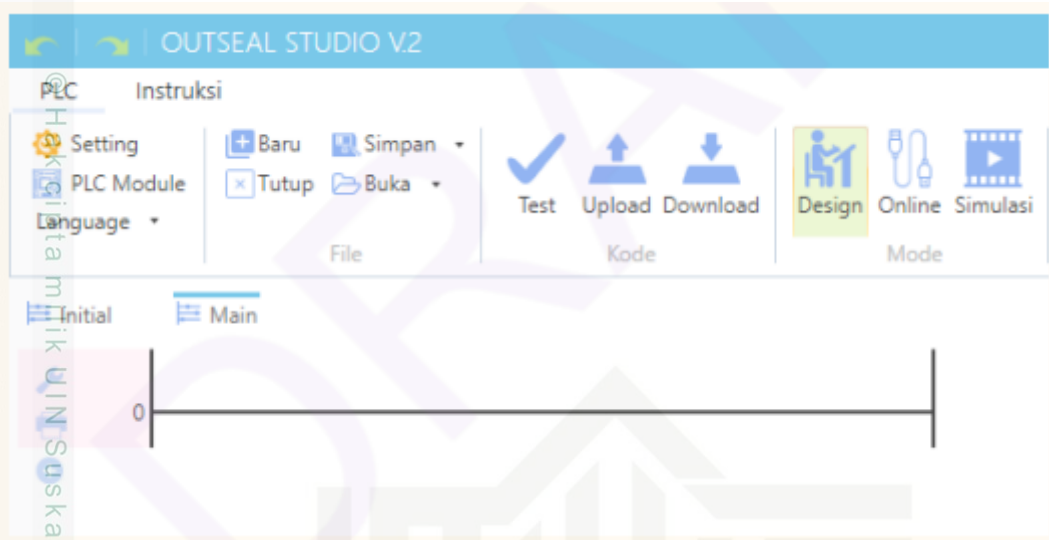 OUTSEAL STUDIO V.2
PLC Instruksi
Setting Baru Simpan
PLC Module Tutup Buka
Language
Test Upload Download Design Online Simulasi
File Kode Mode
Initial Main
0
© Hak cipta milik UIN Suska
DRA